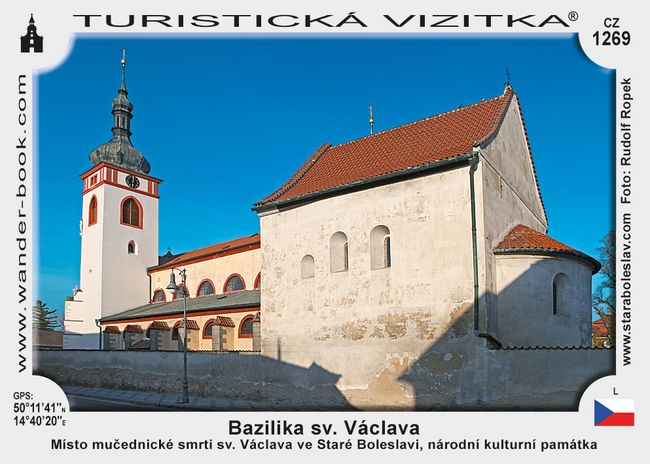 TURISTICKÁ VIZITKA®
CZ
1269
www.wander-book.com
www.staraboleslav.com Foto: Rudolf Ropek
GPS:
50°11'41"N
14°40'20"E
L
Bazilika sv. Václava
Místo mučednické smrti sv. Václava ve Staré Boleslavi, národní kulturní památka